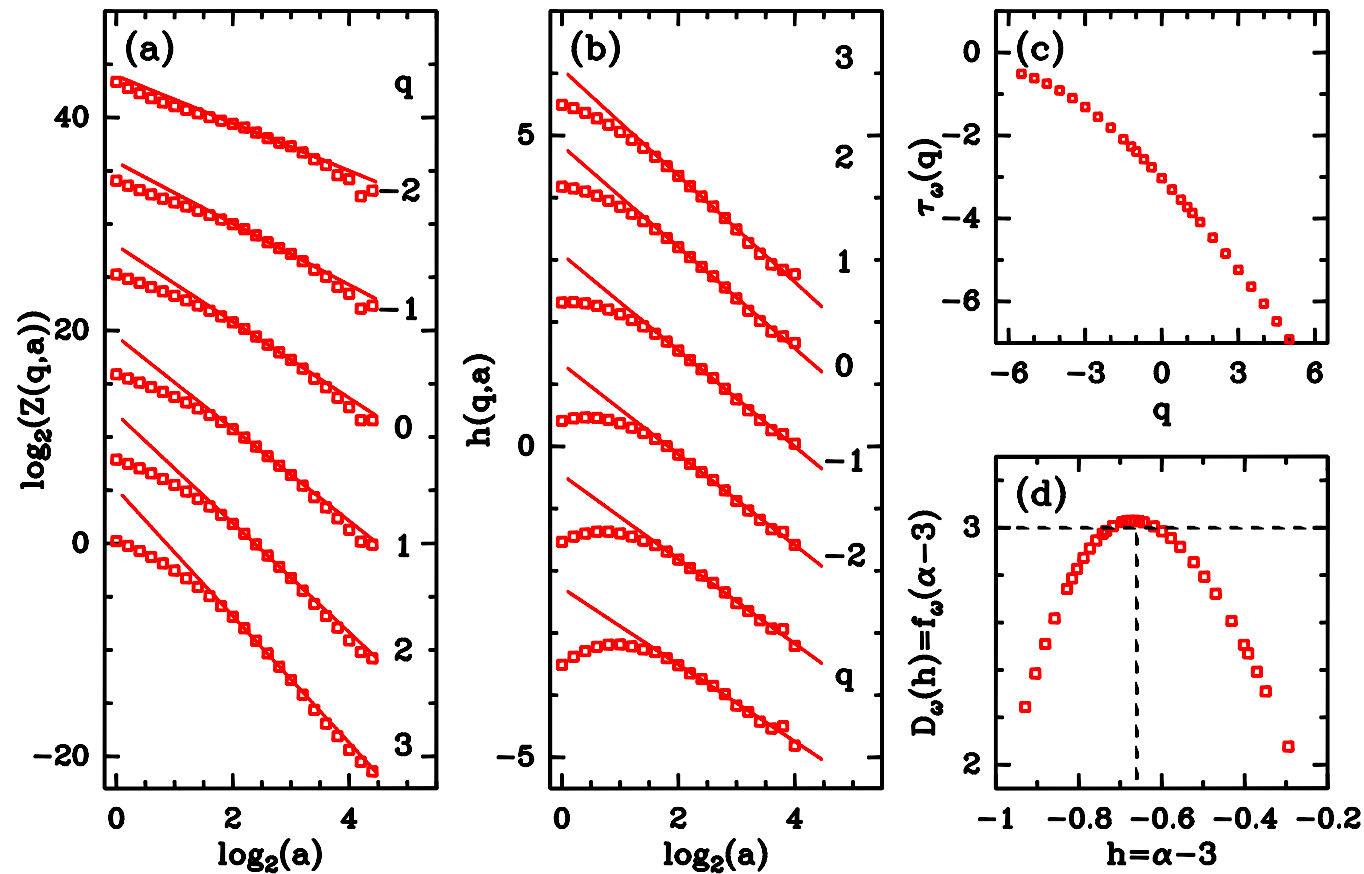 (a)
q
40
−2
−1
20
0
0
1
2
−20
3
0 2 4
log₂(a)
log₂(Z(q,a))
(b)
3
5
2
1
0
0
−1
−2
q
−5
0 2 4
log₂(a)
h(q,a)
(c)
0
−2
−4
−6
−6 −3 0 3 6
q
τω(q)
(d)
3
2
−1 −0.8 −0.6 −0.4 −0.2
h=α−3
Dω(h)=fω(α−3)